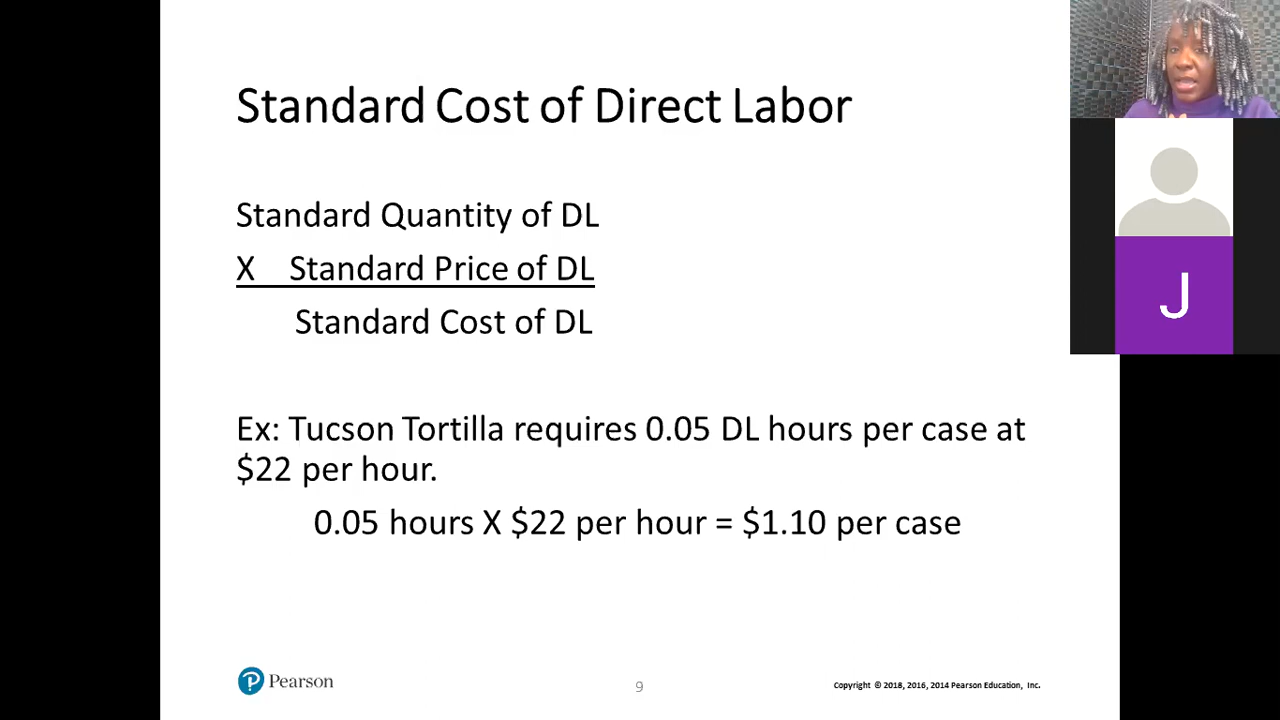 Standard Cost of Direct Labor
Standard Quantity of DL
X Standard Price of DL
Standard Cost of DL
Ex: Tucson Tortilla requires 0.05 DL hours per case at
$22 per hour.
0.05 hours X $22 per hour = $1.10 per case
J
P Pearson
9
Copyright © 2018, 2016, 2014 Pearson Education, Inc.